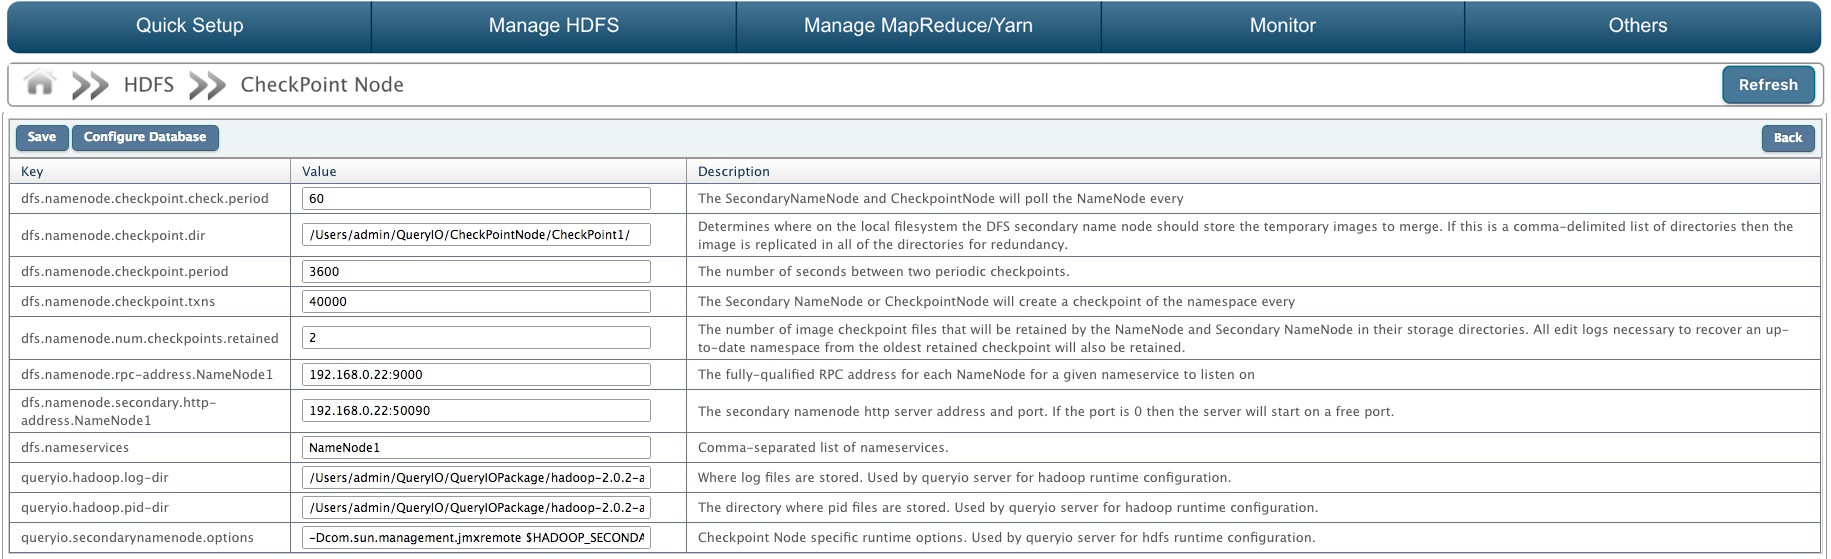 Quick Setup
Manage HDFS
Manage MapReduce/Yarn
Monitor
Others
HDFS
CheckPoint Node
Refresh
Save
Configure Database
Back
Key
Value
Description
dfs.namenode.checkpoint.check.period
60
The SecondaryNameNode and CheckpointNode will poll the NameNode every
dfs.namenode.checkpoint.dir
/Users/admin/QueryIO/CheckPointNode/CheckPoint1/
Determines where on the local filesystem the DFS secondary name node should store the temporary images to merge. If this is a comma-delimited list of directories then the
image is replicated in all of the directories for redundancy.
dfs.namenode.checkpoint.period
3600
The number of seconds between two periodic checkpoints.
dfs.namenode.checkpoint.txns
40000
The Secondary NameNode or CheckpointNode will create a checkpoint of the namespace every
dfs.namenode.num.checkpoints.retained
2
The number of image checkpoint files that will be retained by the NameNode and Secondary NameNode in their storage directories. All edit logs necessary to recover an up-
to-date namespace from the oldest retained checkpoint will also be retained.
dfs.namenode.rpc-address.NameNode1
192.168.0.22:9000
The fully-qualified RPC address for each NameNode for a given nameservice to listen on
dfs.namenode.secondary.http-
address.NameNode1
192.168.0.22:50090
The secondary namenode http server address and port. If the port is 0 then the server will start on a free port.
dfs.nameservices
NameNode1
Comma-separated list of nameservices.
queryio.hadoop.log-dir
/Users/admin/QueryIO/QueryIOPackage/hadoop-2.0.2-a
Where log files are stored. Used by queryio server for hadoop runtime configuration.
queryio.hadoop.pid-dir
/Users/admin/QueryIO/QueryIOPackage/hadoop-2.0.2-a
The directory where pid files are stored. Used by queryio server for hadoop runtime configuration.
queryio.secondarynamenode.options
-Dcom.sun.management.jmxremote $HADOOP_SECONDA
Checkpoint Node specific runtime options. Used by queryio server for hdfs runtime configuration.